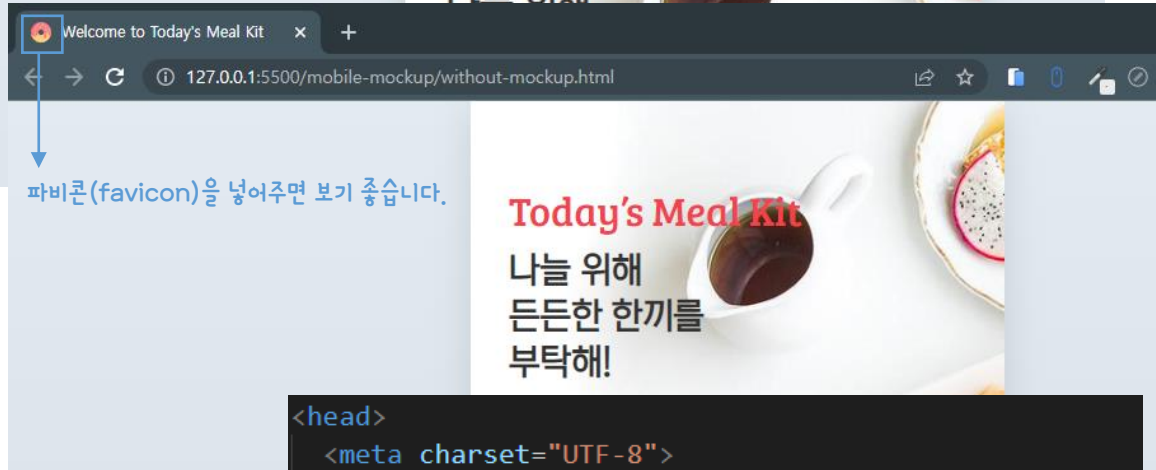 Welcome to Today's Meal Kit
127.0.0.1:5500/mobile-mockup/without-mockup.html
파비콘(favicon)을 넣어주면 보기 좋습니다.
Today's Meal Kit
나늘 위해
든든한 한끼를
부탁해!
<head>
<meta charset="UTF-8">